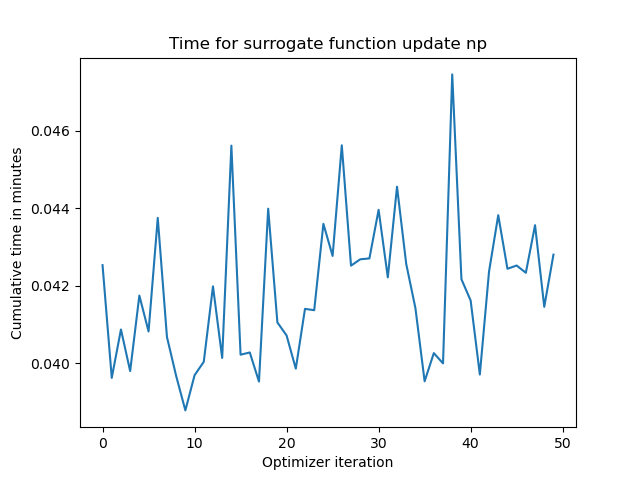 Time for surrogate function update np
Cumulative time in minutes
0.046
0.044
0.042
0.040
0 10 20 30 40 50
Optimizer iteration